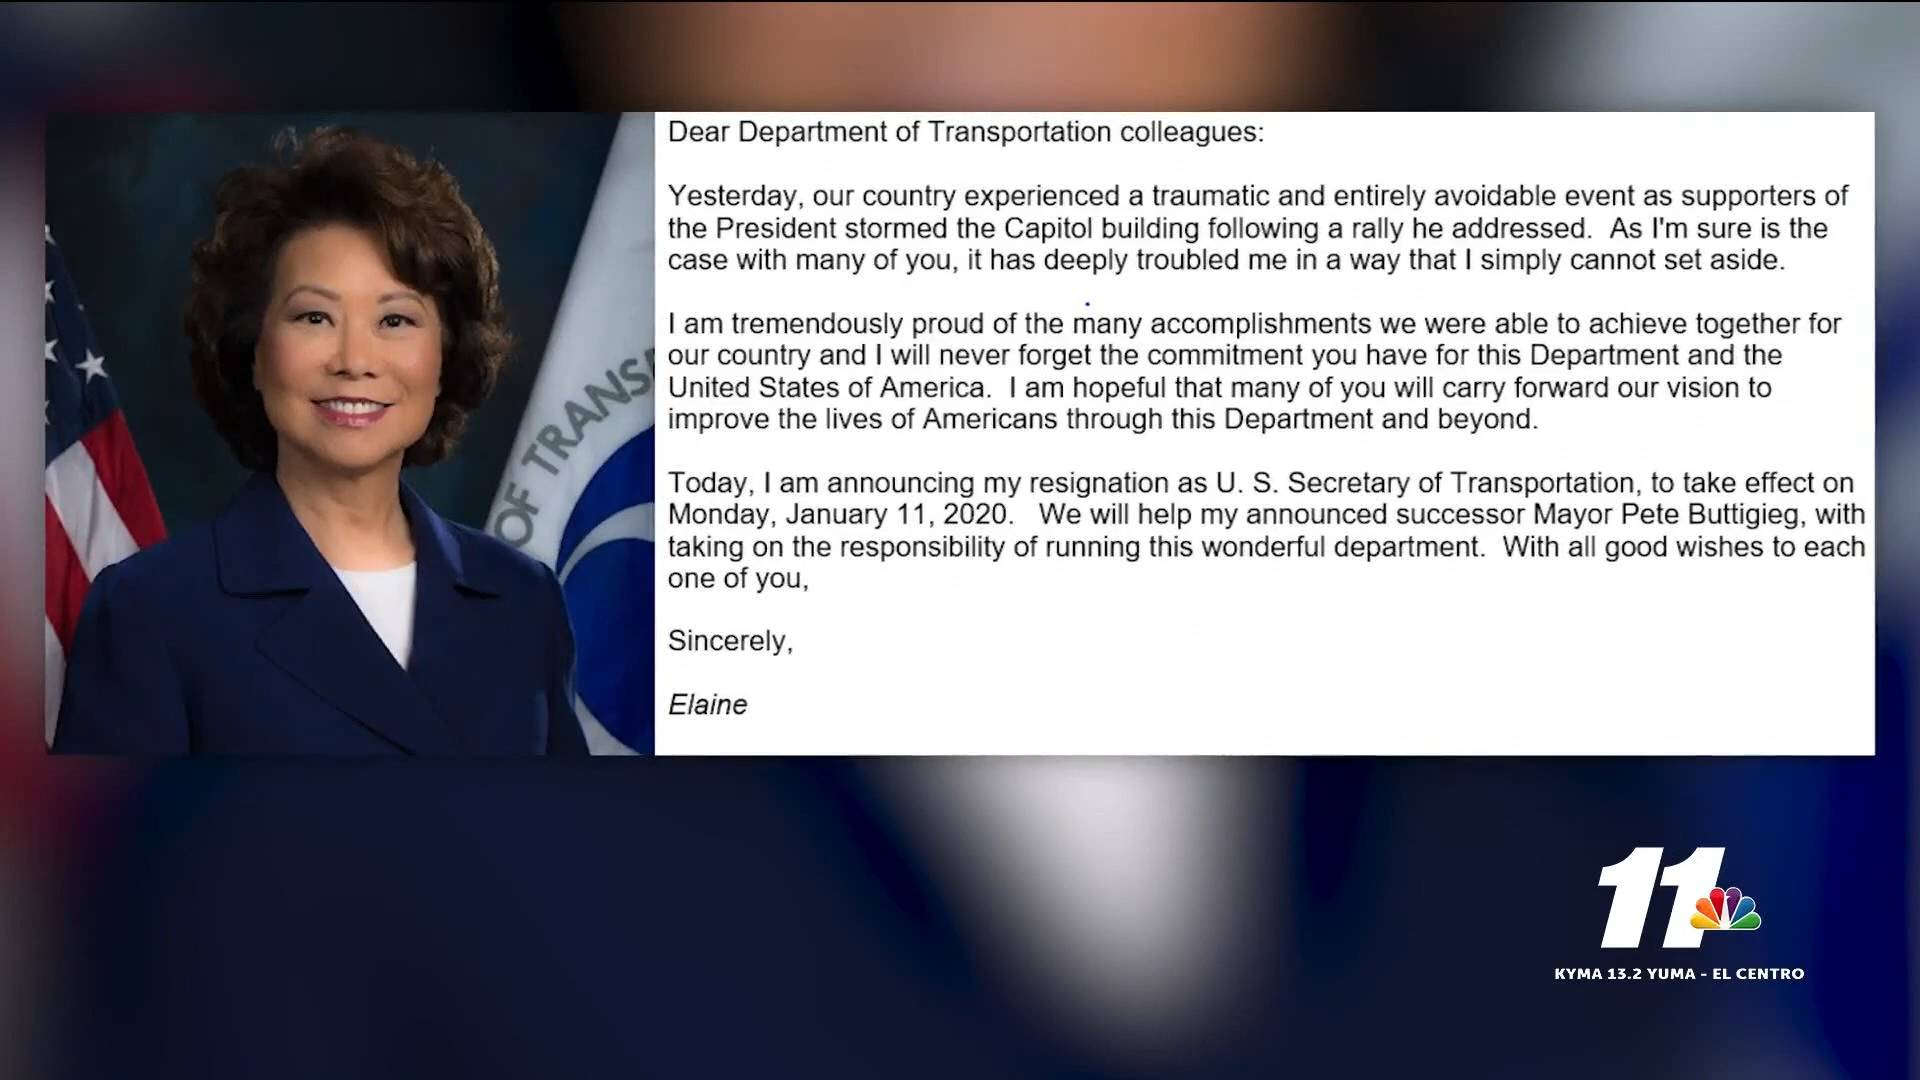 OF TRANS
Dear Department of Transportation colleagues:
Yesterday, our country experienced a traumatic and entirely avoidable event as supporters of
the President stormed the Capitol building following a rally he addressed.  As I'm sure is the
case with many of you, it has deeply troubled me in a way that I simply cannot set aside.
I am tremendously proud of the many accomplishments we were able to achieve together for
our country and I will never forget the commitment you have for this Department and the
United States of America.  I am hopeful that many of you will carry forward our vision to
improve the lives of Americans through this Department and beyond.
Today, I am announcing my resignation as U. S. Secretary of Transportation, to take effect on
Monday, January 11, 2020.   We will help my announced successor Mayor Pete Buttigieg, with
taking on the responsibility of running this wonderful department.  With all good wishes to each
one of you,
Sincerely,
Elaine
11
KYMA 13.2 YUMA - EL CENTRO